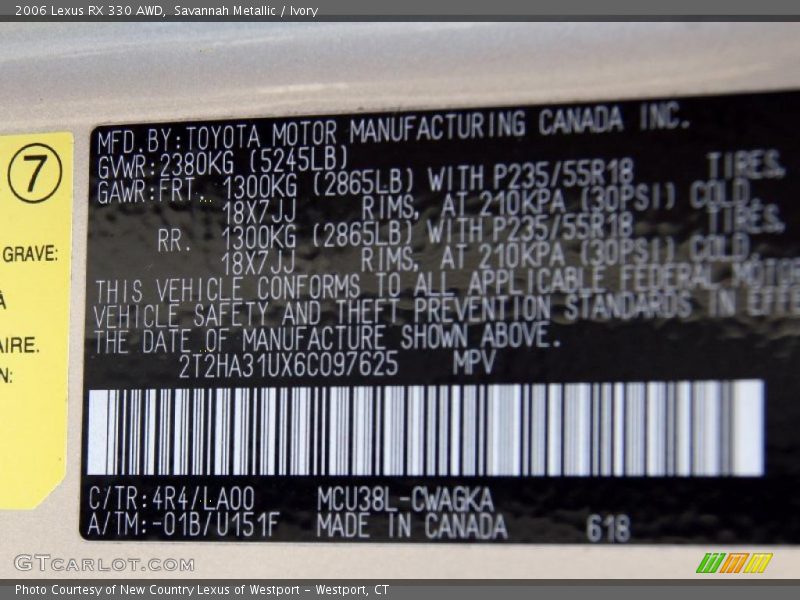 2006 Lexus RX 330 AWD, Savannah Metallic / Ivory
7
GRAVE:
À
AIRE.
N:
MFD. BY:TOYOTA MOTOR MANUFACTURING CANADA INC.
GVWR:2380KG (5245LB)
GAWR:FRT. 1300KG (2865LB) WITH P235/55R18 TIRES,
18X7JJ RIMS, AT 210KPA (30PSI) COLD
RR. 1300KG (2865LB) WITH P235/55R18 TIRES,
18X7JJ RIMS, AT 210KPA (30PSI) COLD,
THIS VEHICLE CONFORMS TO ALL APPLICABLE FEDERAL MOTOR
VEHICLE SAFETY AND THEFT PREVENTION STANDARDS IN EFFE
THE DATE OF MANUFACTURE SHOWN ABOVE.
2T2HA31UX6C097625 MPV
C/TR:4R4/LA00 MCU38L-CWAGKA
A/TM:-01B/U151F MADE IN CANADA 618
GTCARLOT.COM
Photo Courtesy of New Country Lexus of Westport - Westport, CT